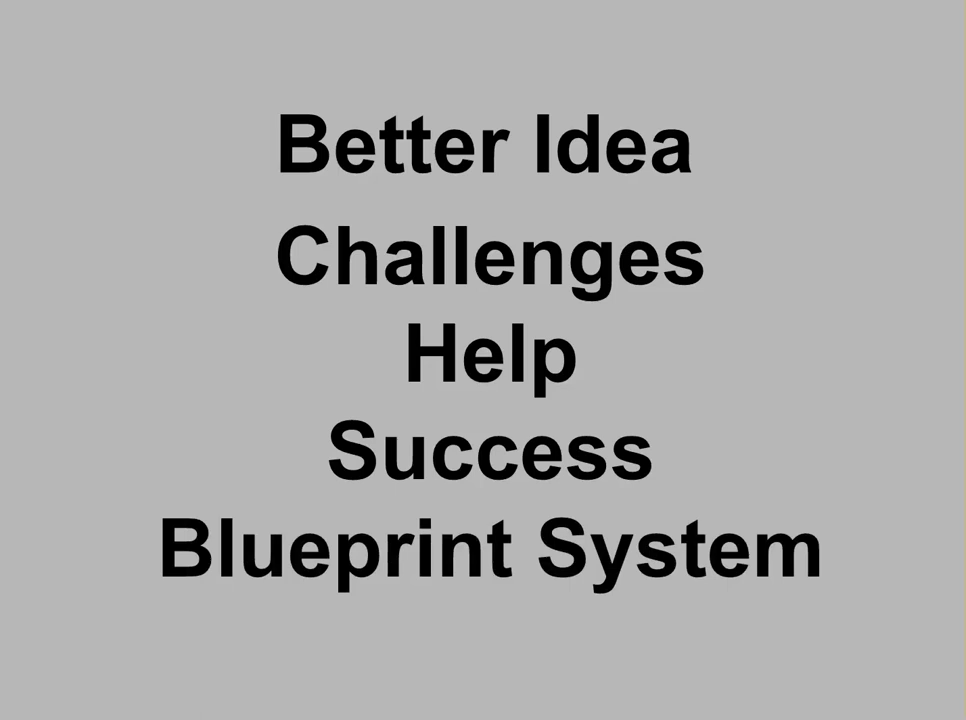 Better Idea
Challenges
Help
Success
Blueprint System